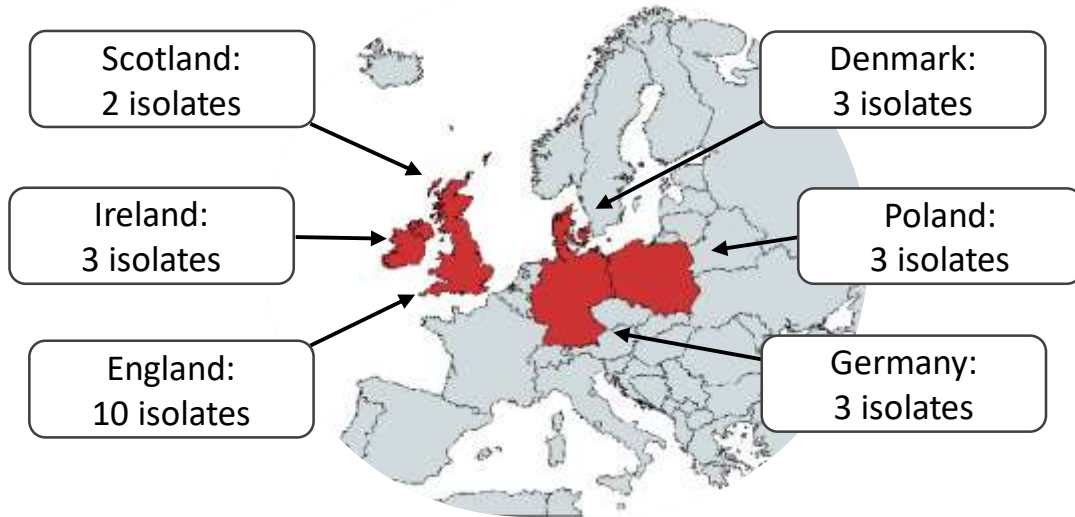 Scotland:
2 isolates
Denmark:
3 isolates
Ireland:
3 isolates
Poland:
3 isolates
England:
10 isolates
Germany:
3 isolates